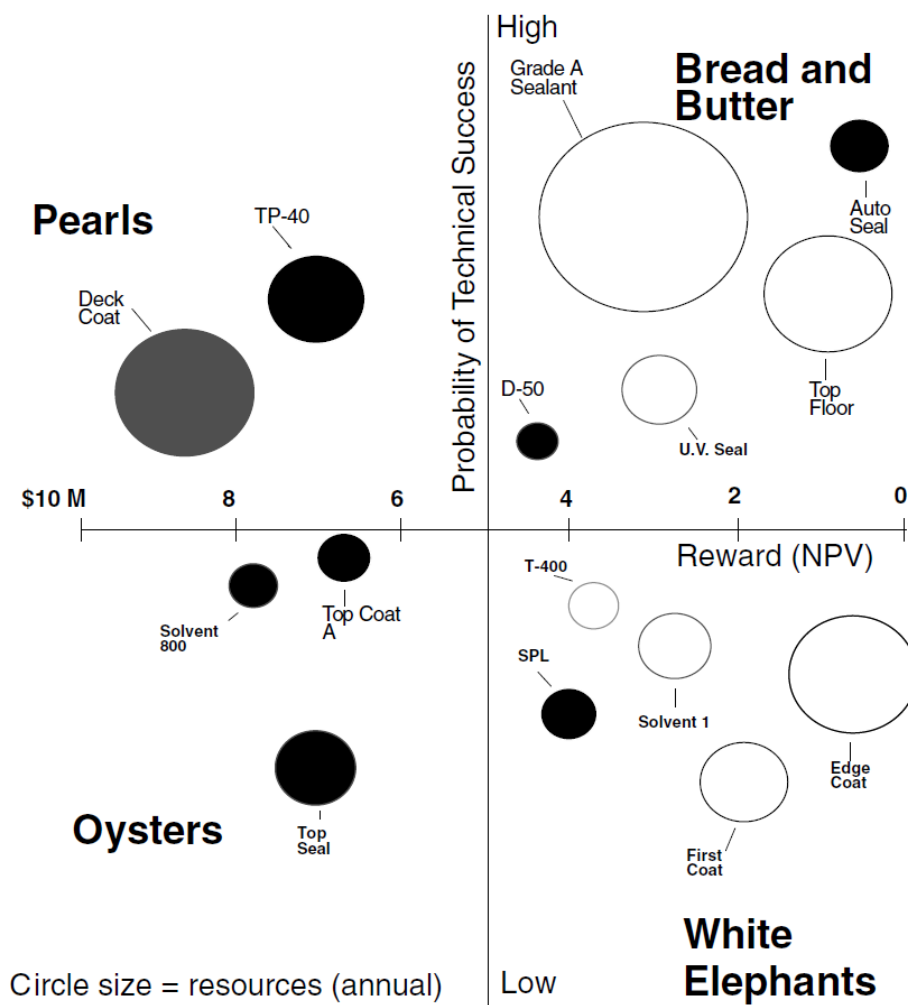 High
Grade A
Sealant
Bread and
Butter
Probability of Technical Success
Auto
Seal
Pearls
TP-40
Deck
Coat
D-50
Top
Floor
U.V. Seal
$10 M
8
6
4
2
0
Reward (NPV)
T-400
Solvent
800
Top Coat
A
SPL
Solvent 1
Edge
Coat
Oysters
Top
Seal
First
Coat
White
Elephants
Circle size = resources (annual)
Low